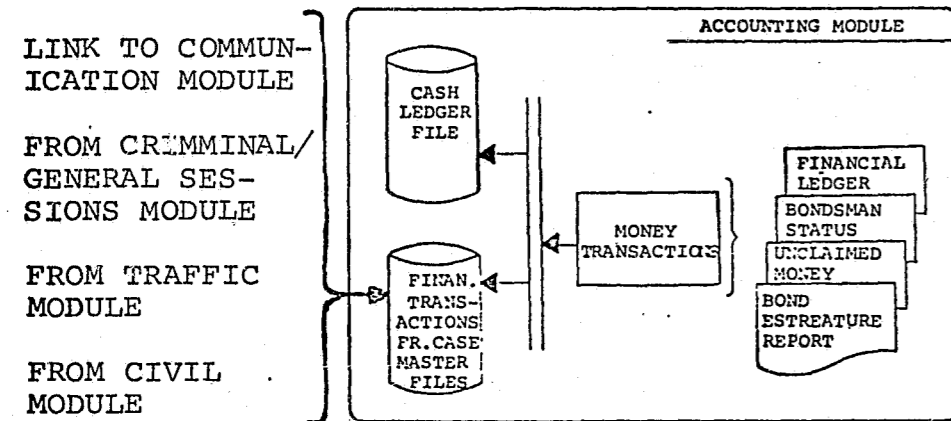 LINK TO COMMUN-
ICATION MODULE
FROM CRIMMINAL/
GENERAL SES-
SIONS MODULE
FROM TRAFFIC
MODULE
FROM CIVIL
MODULE
ACCOUNTING MODULE
CASH
LEDGER
FILE
FINAN.
TRANS-
ACTIONS
FR.CASE
MASTER
FILES
MONEY
TRANSACTIONS
FINANCIAL
LEDGER
BONDSMAN
STATUS
UNCLAIMED
MONEY
BOND
ESTREATURE
REPORT